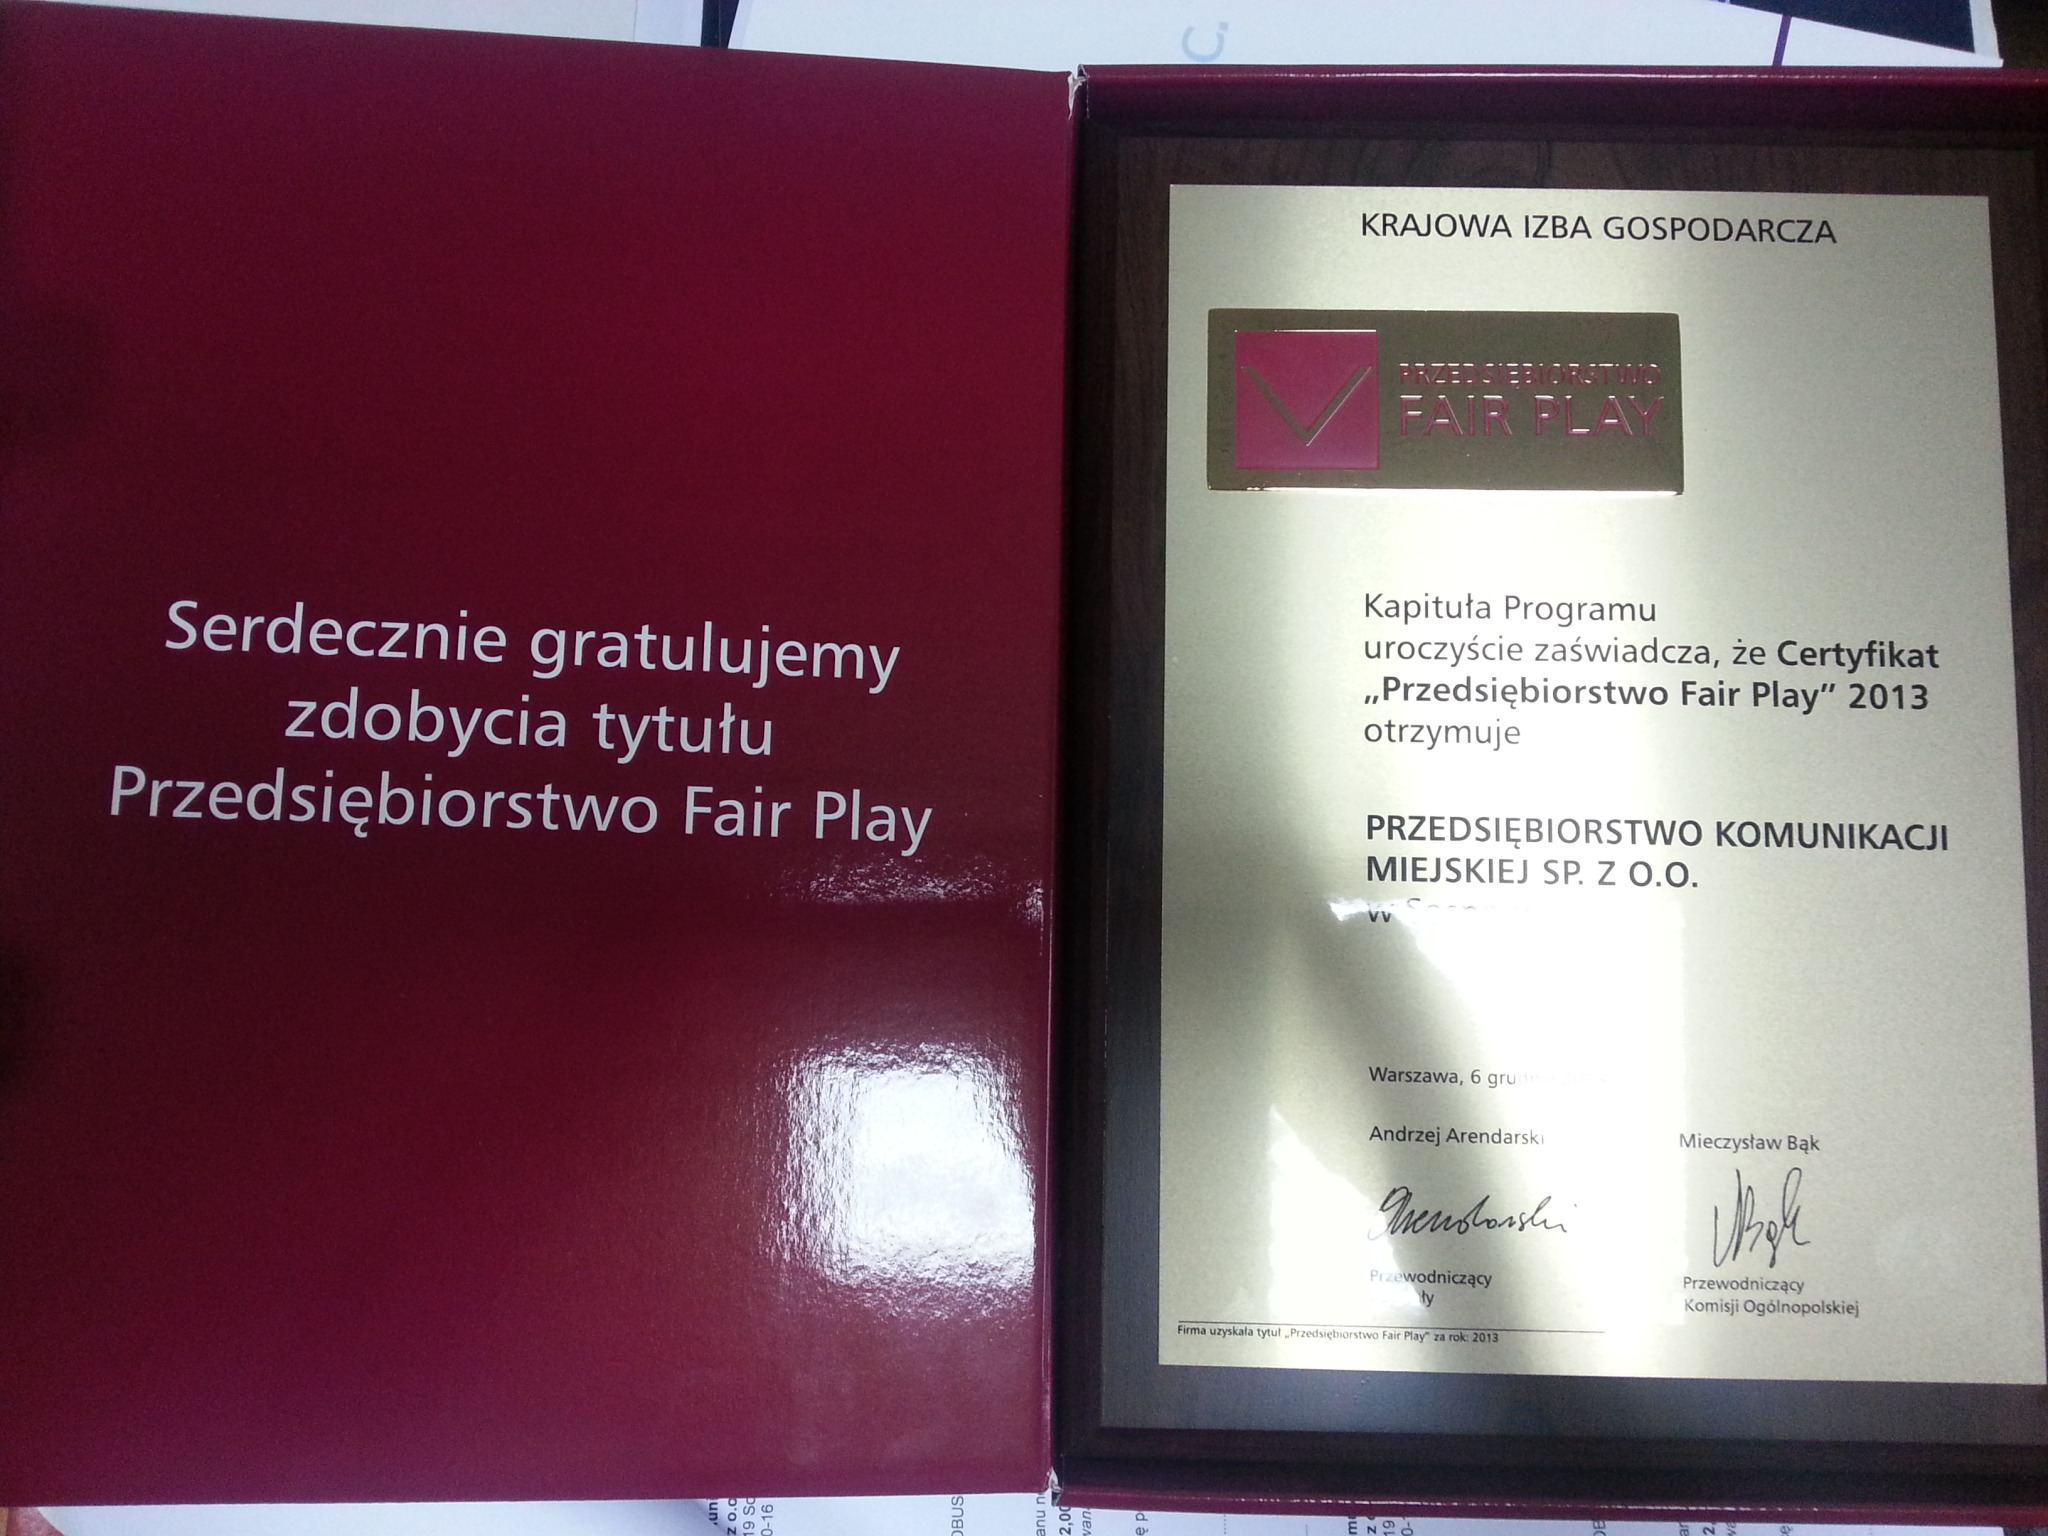 C.
Serdecznie gratulujemy
zdobycia tytułu
Przedsiębiorstwo Fair Play
KRAJOWA IZBA GOSPODARCZA
PRZEDSIĘBIORSTWO
FAIR PLAY
Kapituła Programu
uroczyście zaświadcza, że Certyfikat
„Przedsiębiorstwo Fair Play” 2013
otrzymuje
PRZEDSIĘBIORSTWO KOMUNIKACJI
MIEJSKIEJ SP. Z O.O.
w
Warszawa, 6
Andrzej Arendarski
Mieczysław Bąk
Przewodniczący
Przewodniczący
Komisji Ogólnopolskiej
Firma uzyskała tytuł „Przedsiębiorstwo Fair Play” za rok: 2013